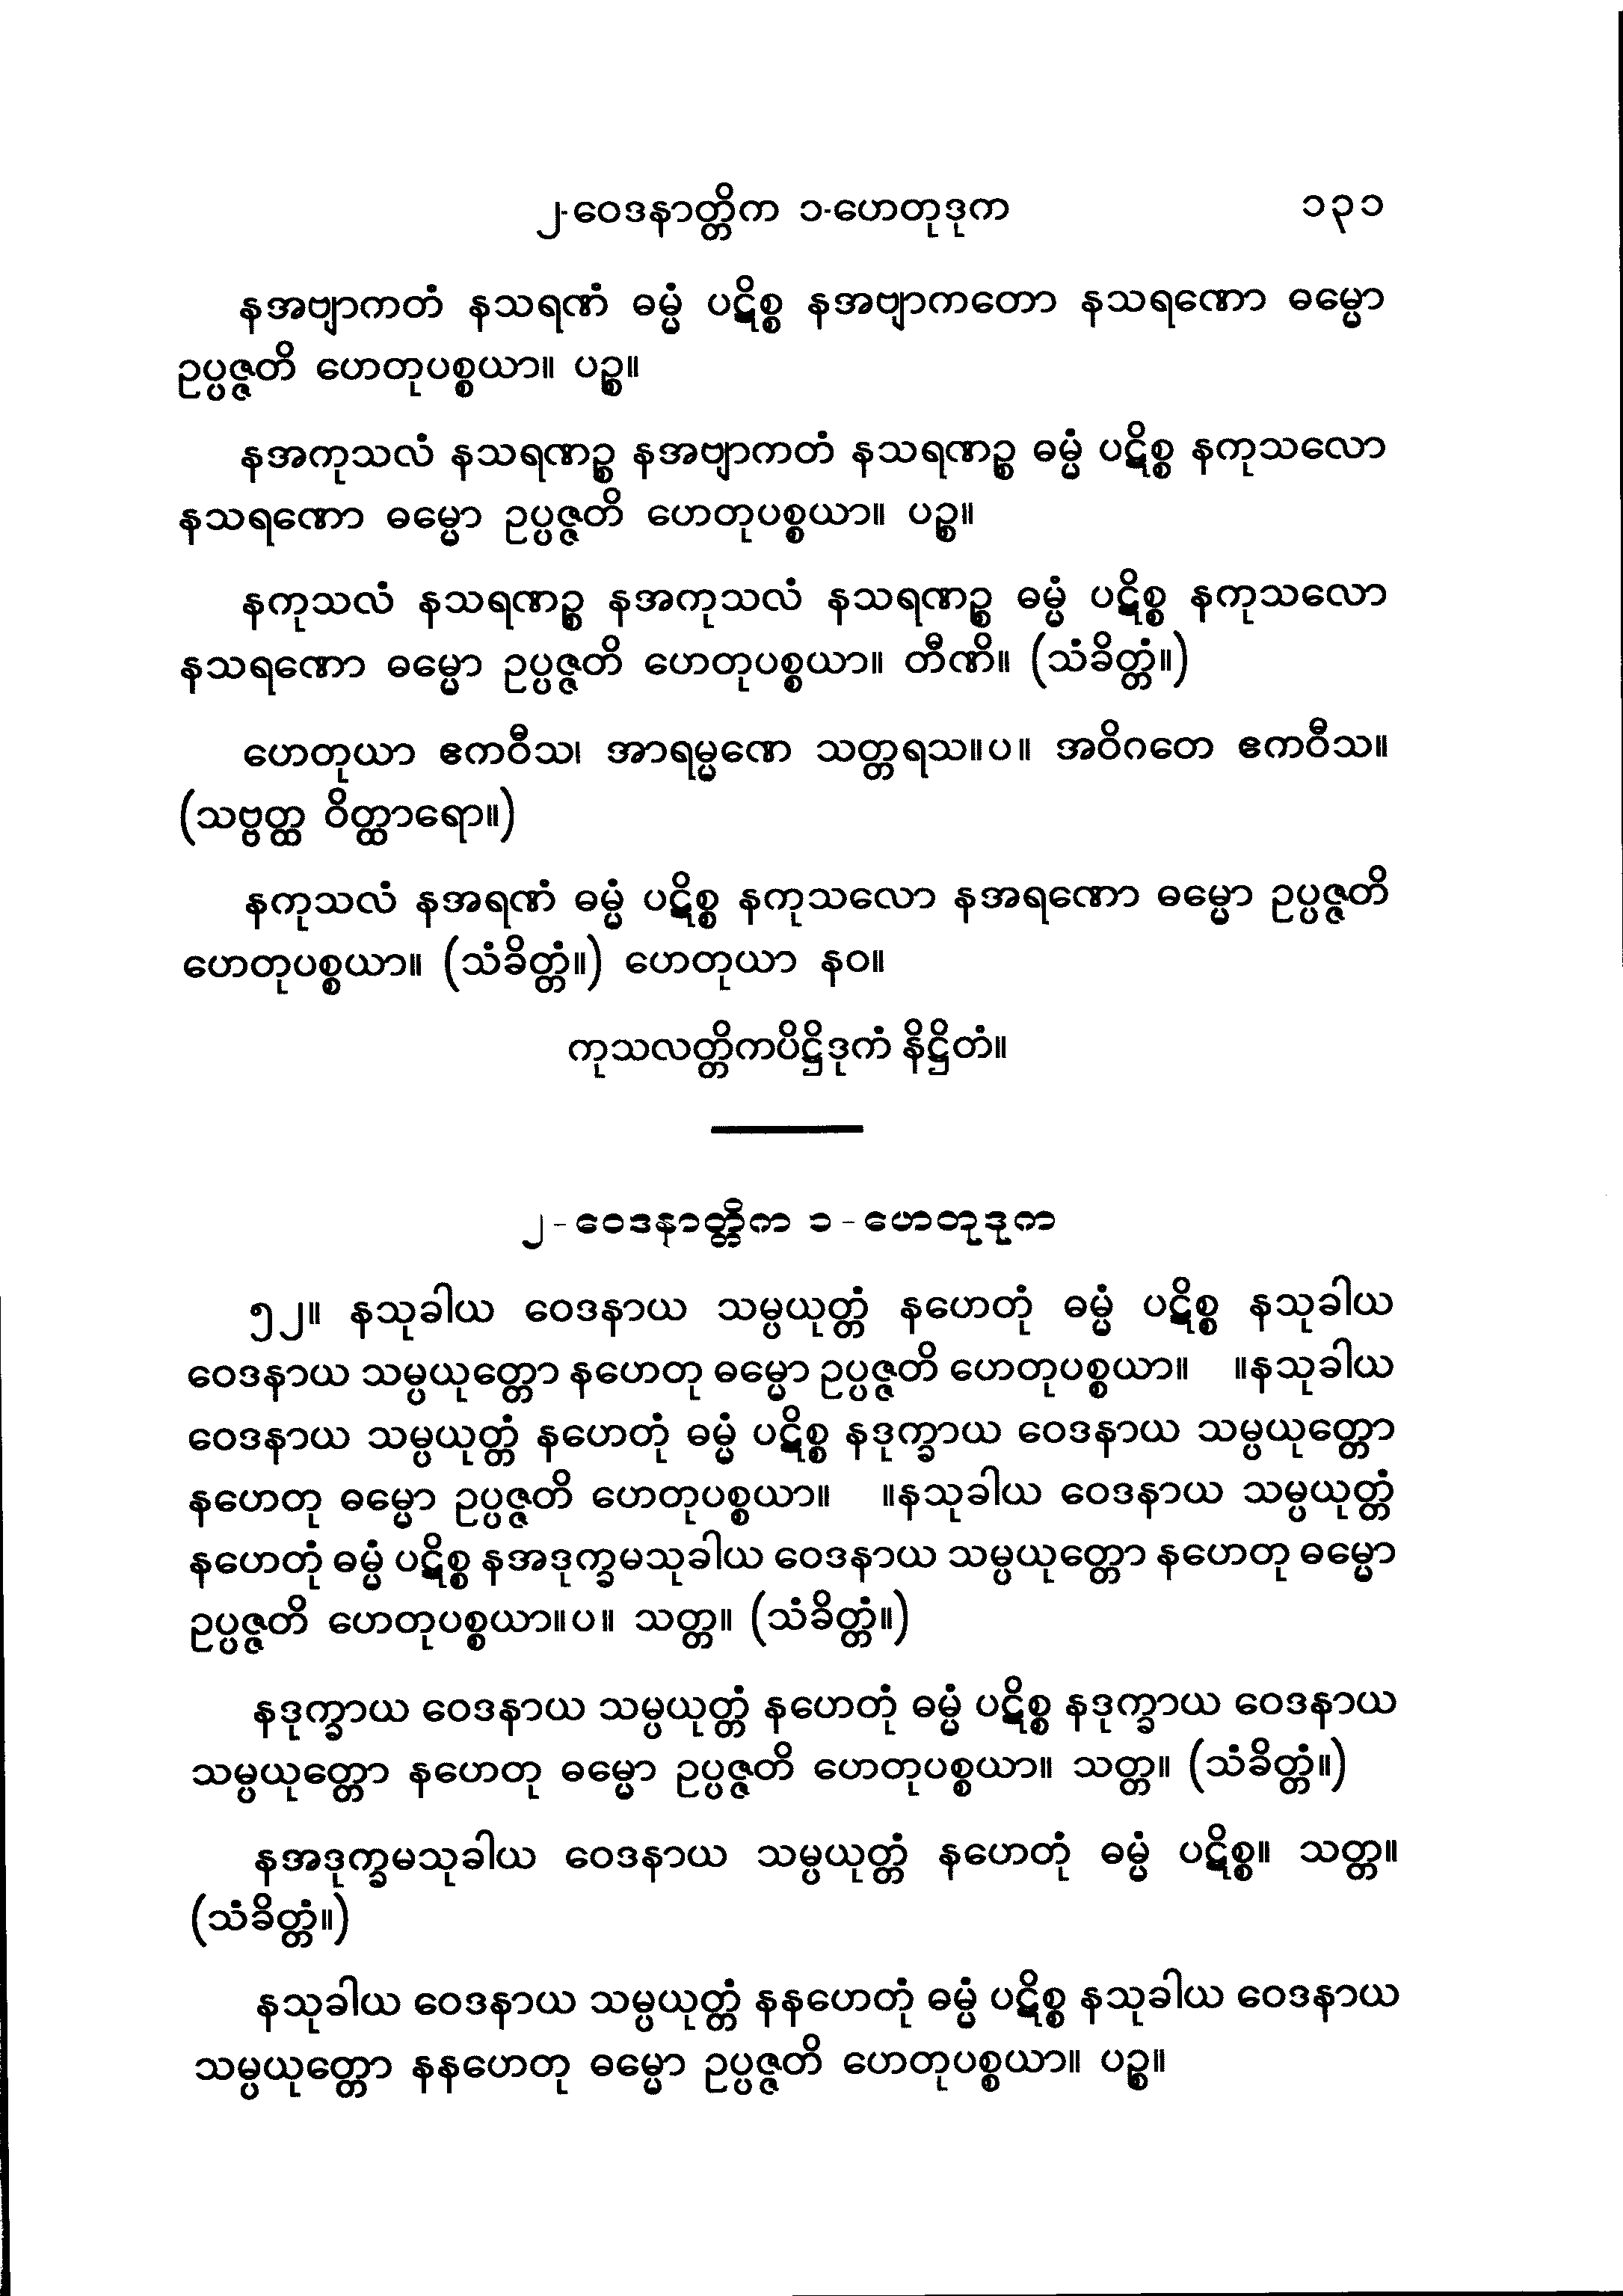 ၂-ဝေဒနာတ္တိက ၁-ဟေတုဒုက ၁၃၁
နအဗျာကတံ နသရဏံ ဓမ္မံ ပဋိစ္စ နအဗျာကတော နသရဏော ဓမ္မော
ဥပ္ပဇ္ဇတိ ဟေတုပစ္စယာ။ ပဉ္စ။
နအကုသလံ နသရဏဉ္စ နအဗျာကတံ နသရဏဉ္စ ဓမ္မံ ပဋိစ္စ နကုသလော
နသရဏော ဓမ္မော ဥပ္ပဇ္ဇတိ ဟေတုပစ္စယာ။ ပဉ္စ။
နကုသလံ နသရဏဉ္စ နအကုသလံ နသရဏဉ္စ ဓမ္မံ ပဋိစ္စ နကုသလော
နသရဏော ဓမ္မော ဥပ္ပဇ္ဇတိ ဟေတုပစ္စယာ။ တီဏိ။ (သံခိတ္တံ။)
ဟေတုယာ ဧကဝီသ၊ အာရမ္မဏေ သတ္တရသ။ပ။ အဝိဂတေ ဧကဝီသ။
(သဗ္ဗတ္ထ ဝိတ္ထာရော။)
နကုသလံ နအရဏံ ဓမ္မံ ပဋိစ္စ နကုသလော နအရဏော ဓမ္မော ဥပ္ပဇ္ဇတိ
ဟေတုပစ္စယာ။ (သံခိတ္တံ။) ဟေတုယာ နဝ။
ကုသလတ္တိကပိဋ္ဌိဒုကံ နိဋ္ဌိတံ။
၂ - ဝေဒနာတ္တိက ၁ - ဟေတုဒုက
၅၂။ နသုခါယ ဝေဒနာယ သမ္ပယုတ္တံ နဟေတုံ ဓမ္မံ ပဋိစ္စ နသုခါယ
ဝေဒနာယ သမ္ပယုတ္တော နဟေတု ဓမ္မော ဥပ္ပဇ္ဇတိ ဟေတုပစ္စယာ။ ။နသုခါယ
ဝေဒနာယ သမ္ပယုတ္တံ နဟေတုံ ဓမ္မံ ပဋိစ္စ နဒုက္ခာယ ဝေဒနာယ သမ္ပယုတ္တော
နဟေတု ဓမ္မော ဥပ္ပဇ္ဇတိ ဟေတုပစ္စယာ။ ။နသုခါယ ဝေဒနာယ သမ္ပယုတ္တံ
နဟေတုံ ဓမ္မံ ပဋိစ္စ နအဒုက္ခမသုခါယ ဝေဒနာယ သမ္ပယုတ္တော နဟေတု ဓမ္မော
ဥပ္ပဇ္ဇတိ ဟေတုပစ္စယာ။ပ။ သတ္တ။ (သံခိတ္တံ။)
နဒုက္ခာယ ဝေဒနာယ သမ္ပယုတ္တံ နဟေတုံ ဓမ္မံ ပဋိစ္စ နဒုက္ခာယ ဝေဒနာယ
သမ္ပယုတ္တော နဟေတု ဓမ္မော ဥပ္ပဇ္ဇတိ ဟေတုပစ္စယာ။ သတ္တ။ (သံခိတ္တံ။)
နအဒုက္ခမသုခါယ ဝေဒနာယ သမ္ပယုတ္တံ နဟေတုံ ဓမ္မံ ပဋိစ္စ။ သတ္တ။
(သံခိတ္တံ။)
နသုခါယ ဝေဒနာယ သမ္ပယုတ္တံ နနဟေတုံ ဓမ္မံ ပဋိစ္စ နသုခါယ ဝေဒနာယ
သမ္ပယုတ္တော နနဟေတု ဓမ္မော ဥပ္ပဇ္ဇတိ ဟေတုပစ္စယာ။ ပဉ္စ။